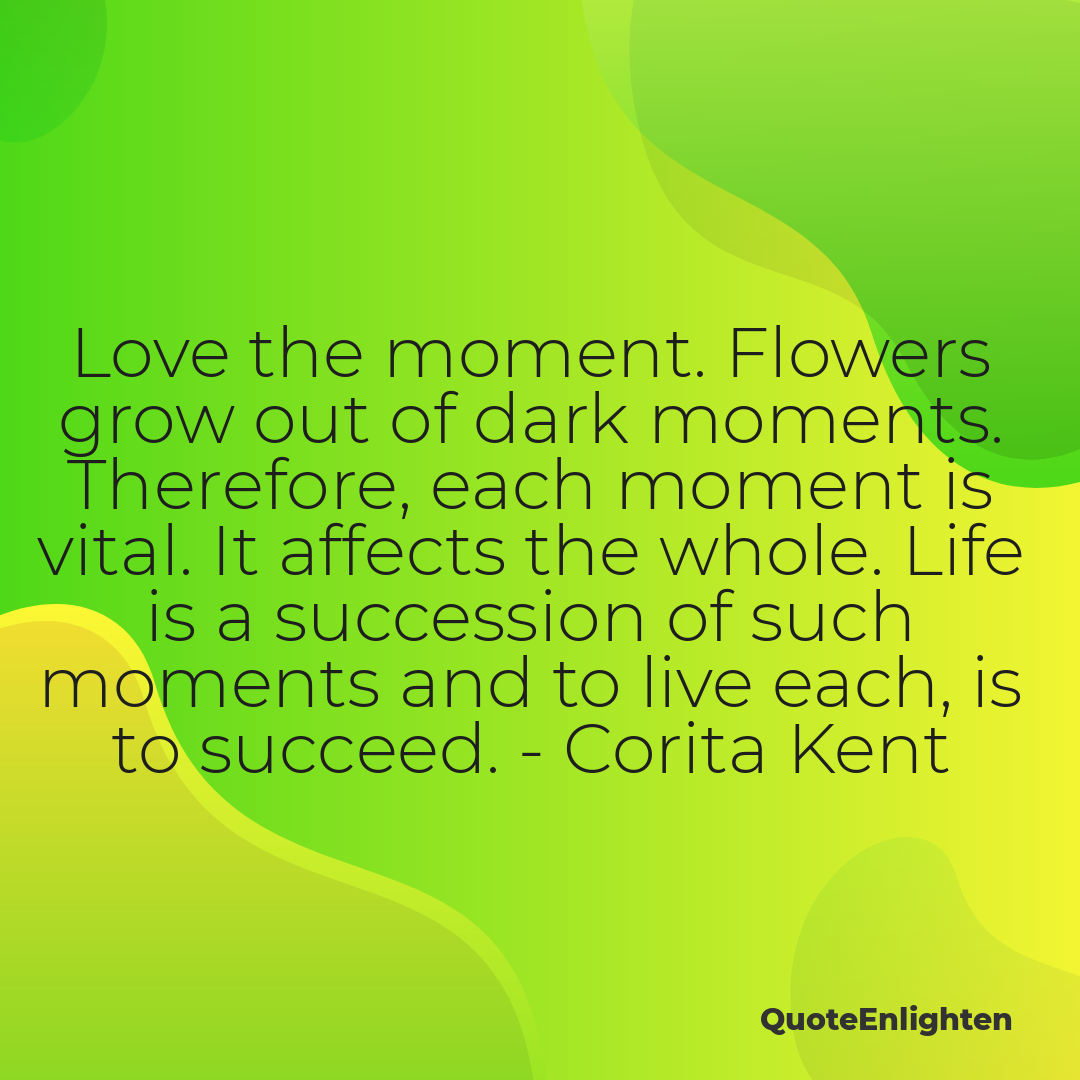 Love the moment. Flowers
grow out of dark moments.
Therefore, each moment is
vital. It affects the whole. Life
is a succession of such
moments and to live each, is
to succeed. - Corita Kent
QuoteEnlighten